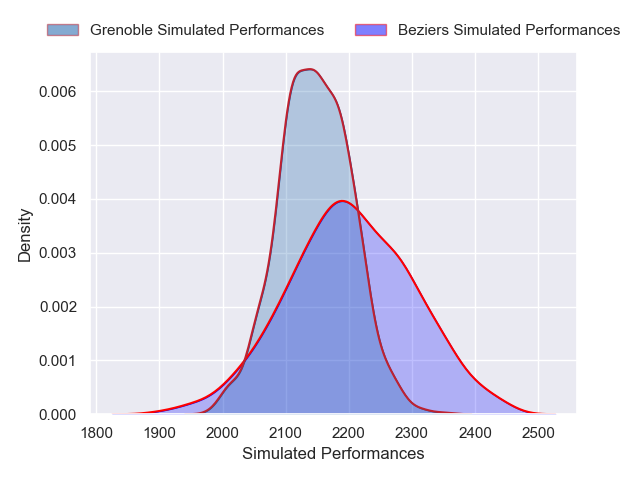 Grenoble Simulated Performances Beziers Simulated Performances
0.006
0.005
0.004
0.003
0.002
0.001
0.000
Density
1800 1900 2000 2100 2200 2300 2400 2500
Simulated Performances